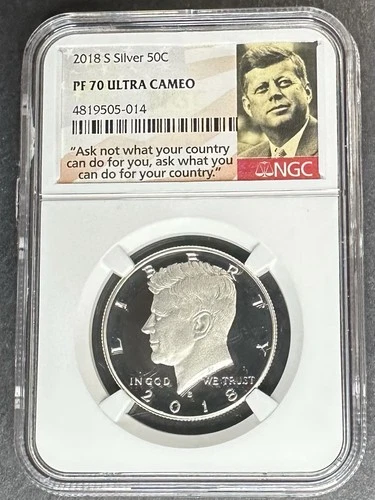 2018 S Silver 50C
PF 70 ULTRA CAMEO
4819505-014
"Ask not what your country
can do for you, ask what you
can do for your country."
NGC
LIBERTY
IN GOD WE TRUST
S
2018